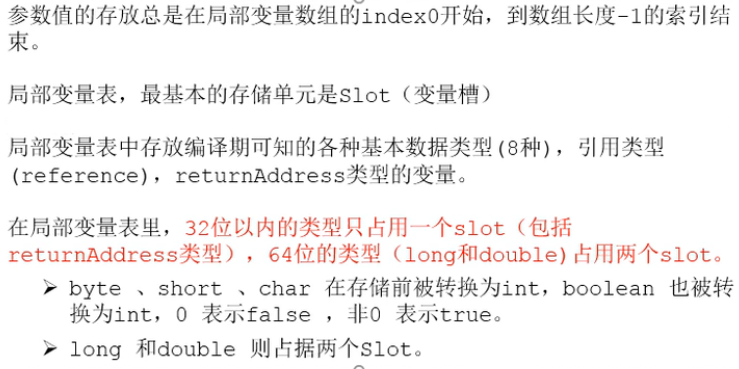 参数值的存放总是在局部变量数组的index0开始，到数组长度-1的索引结
束。
局部变量表，最基本的存储单元是Slot（变量槽）
局部变量表中存放编译期可知的各种基本数据类型(8种)，引用类型
(reference)，returnAddress类型的变量。
在局部变量表里，32位以内的类型只占用一个slot（包括
returnAddress类型），64位的类型（long和double)占用两个slot。
➢ byte 、short 、char 在存储前被转换为int，boolean 也被转
换为int，0 表示false ，非0 表示true。
➢ long 和double 则占据两个Slot。